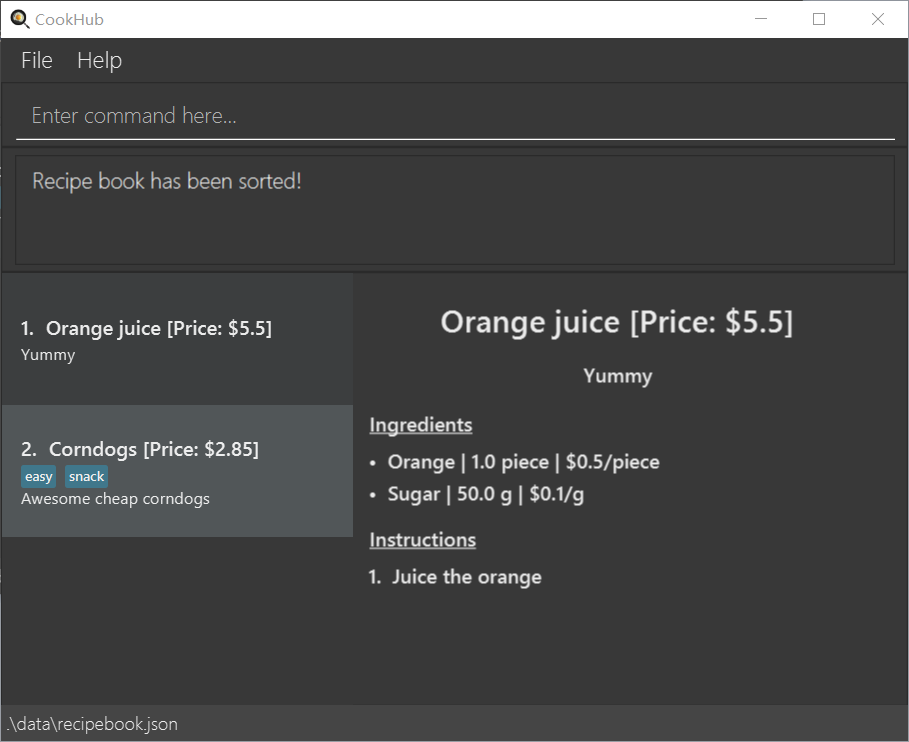 CookHub
File Help
Enter command here...
Recipe book has been sorted!
1. Orange juice [Price: $5.5]
Yummy
2. Corndogs [Price: $2.85]
easy snack
Awesome cheap corndogs
Orange juice [Price: $5.5]
Yummy
Ingredients
• Orange | 1.0 piece | $0.5/piece
• Sugar | 50.0 g | $0.1/g
Instructions
1. Juice the orange
.\data\recipebook.json